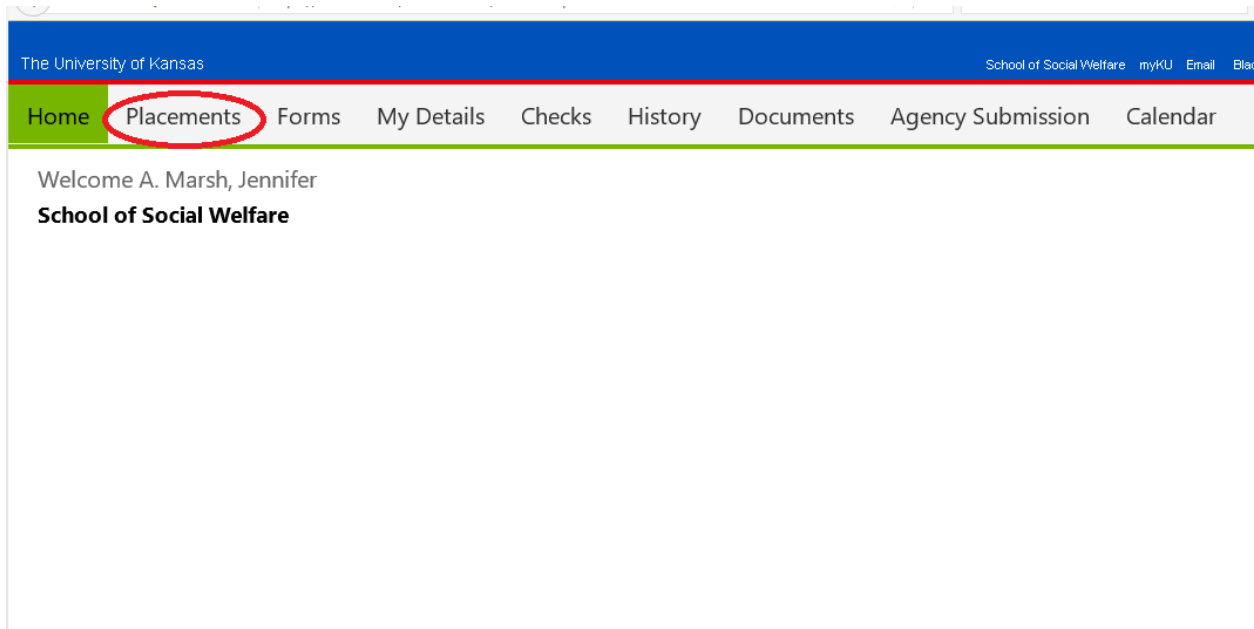 The University of Kansas School of Social Welfare myKU Email
Home Placements Forms My Details Checks History Documents Agency Submission Calendar
Welcome A. Marsh, Jennifer
School of Social Welfare